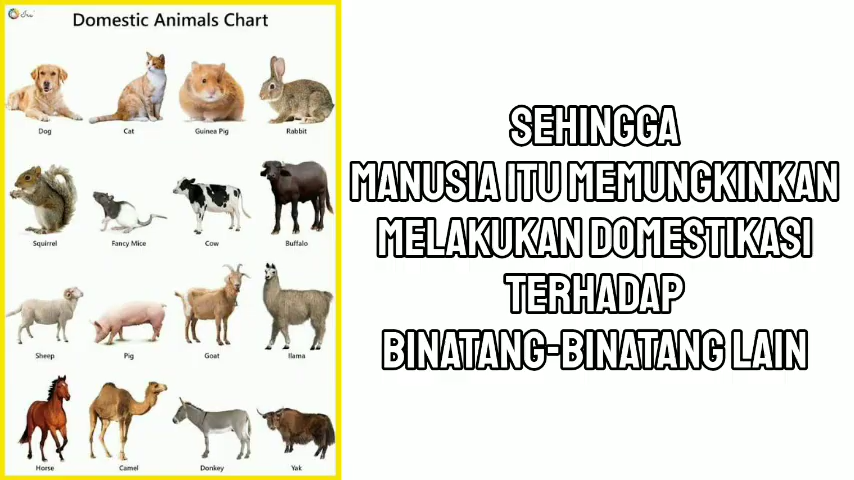 Domestic Animals Chart
Dog
Cat
Guinea Pig
Rabbit
Squirrel
Fancy Mice
Cow
Buffalo
Sheep
Pig
Goat
llama
Horse
Camel
Donkey
Yak
SEHINGGA
MANUSIA ITU MEMUNGKINKAN
MELAKUKAN DOMESTIKASI
TERHADAP
BINATANG-BINATANG LAIN